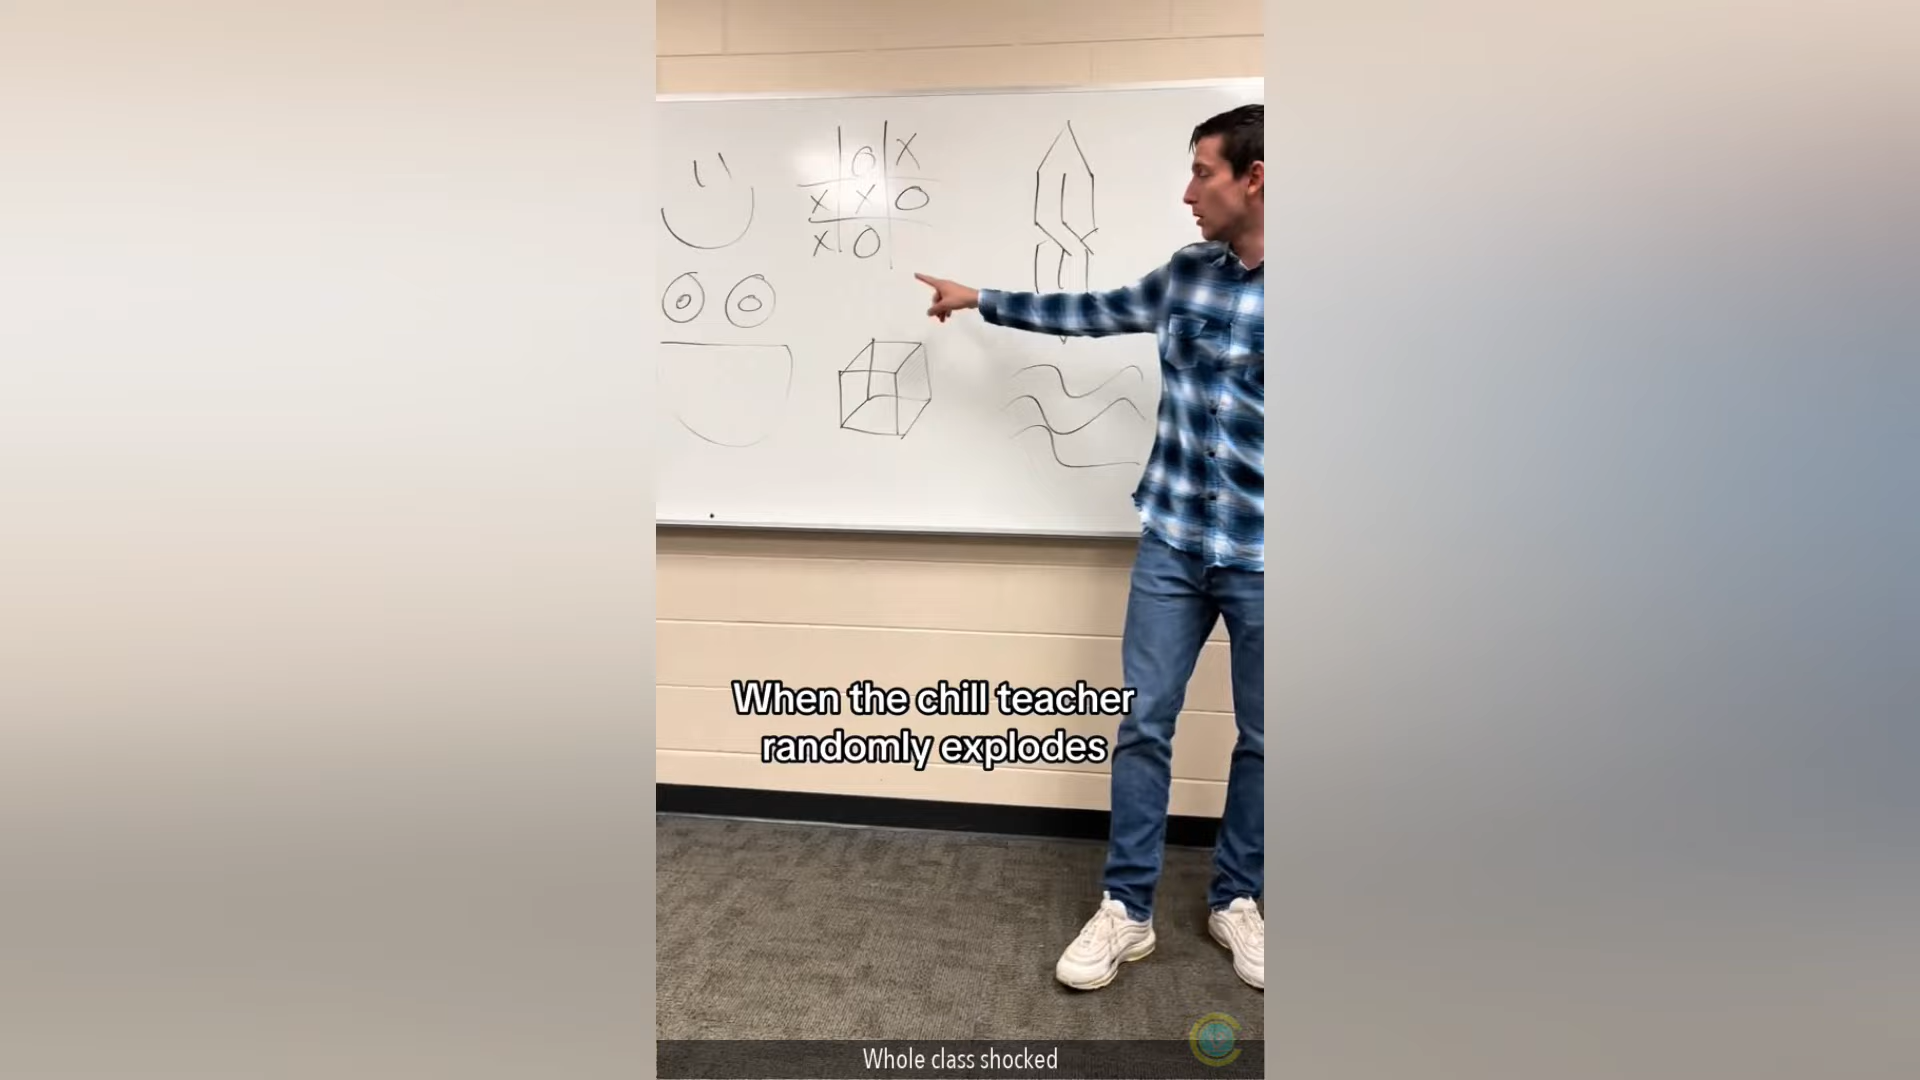 O X
X X O
X O
When the chill teacher
randomly explodes
Whole class shocked